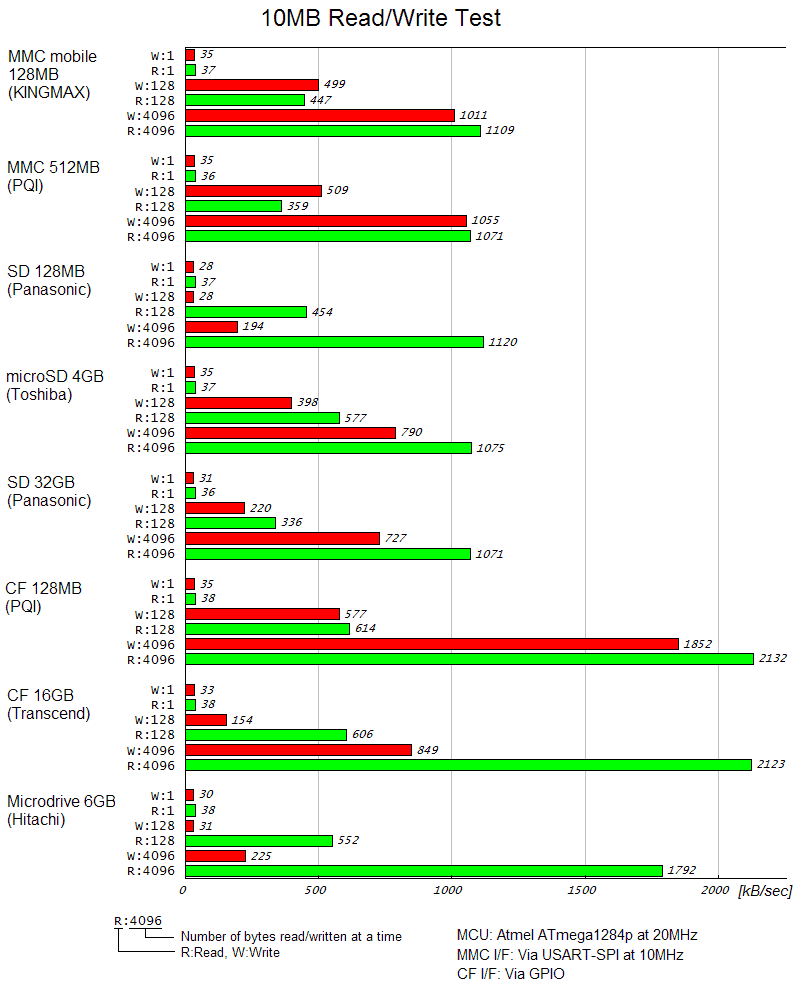 10MB Read/Write Test
MMC mobile
128MB
(KINGMAX)
W:1 35
R:1 37
W:128 499
R:128 447
W:4096 1011
R:4096 1109
MMC 512MB
(PQI)
W:1 35
R:1 36
W:128 509
R:128 359
W:4096 1055
R:4096 1071
SD 128MB
(Panasonic)
W:1 28
R:1 37
W:128 28
R:128 454
W:4096 194
R:4096 1120
microSD 4GB
(Toshiba)
W:1 35
R:1 37
W:128 398
R:128 577
W:4096 790
R:4096 1075
SD 32GB
(Panasonic)
W:1 31
R:1 36
W:128 220
R:128 336
W:4096 727
R:4096 1071
CF 128MB
(PQI)
W:1 35
R:1 38
W:128 577
R:128 614
W:4096 1852
R:4096 2132
CF 16GB
(Transcend)
W:1 33
R:1 38
W:128 154
R:128 606
W:4096 849
R:4096 2123
Microdrive 6GB
(Hitachi)
W:1 30
R:1 38
W:128 31
R:128 552
W:4096 225
R:4096 1792
0 500 1000 1500 2000 [kB/sec]
R:4096
Number of bytes read/written at a time
R:Read, W:Write
MCU: Atmel ATmega1284p at 20MHz
MMC I/F: Via USART-SPI at 10MHz
CF I/F: Via GPIO